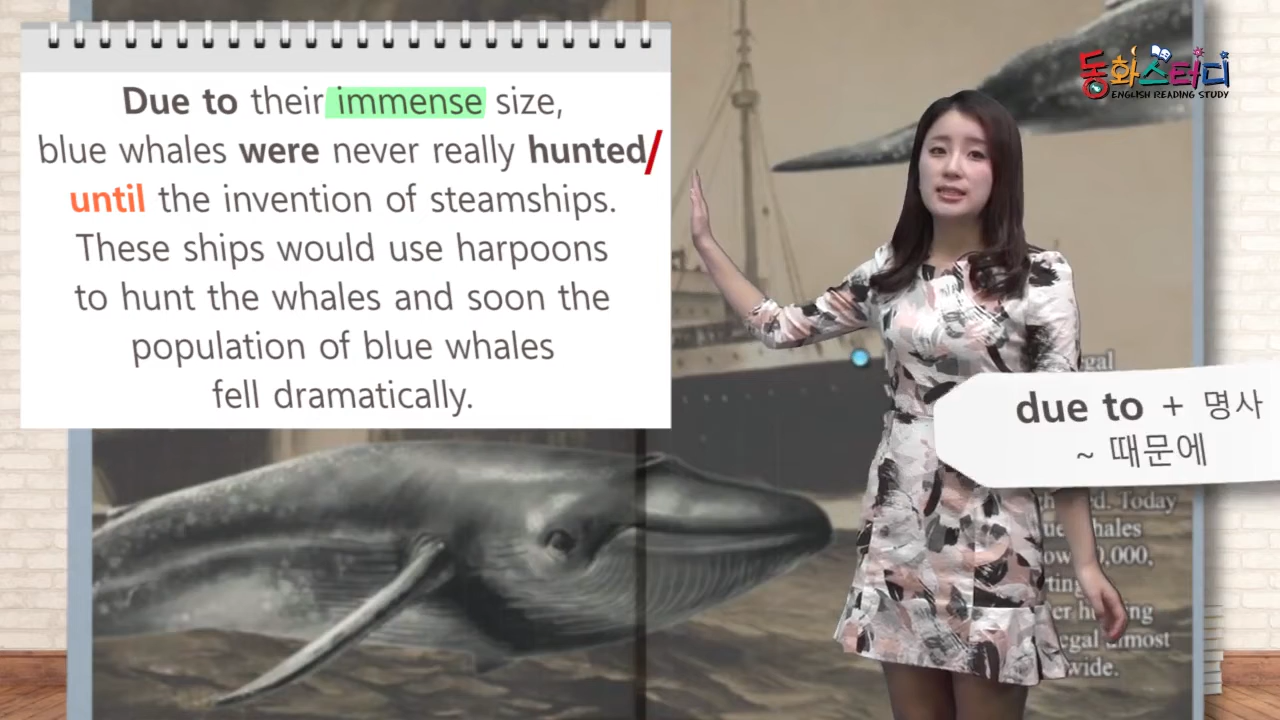 Due to their immense size,
blue whales were never really hunted/
until the invention of steamships.
These ships would use harpoons
to hunt the whales and soon the
population of blue whales
fell dramatically.
동화스터디
ENGLISH READING STUDY
due to + 명사
~ 때문에
Today
wide.